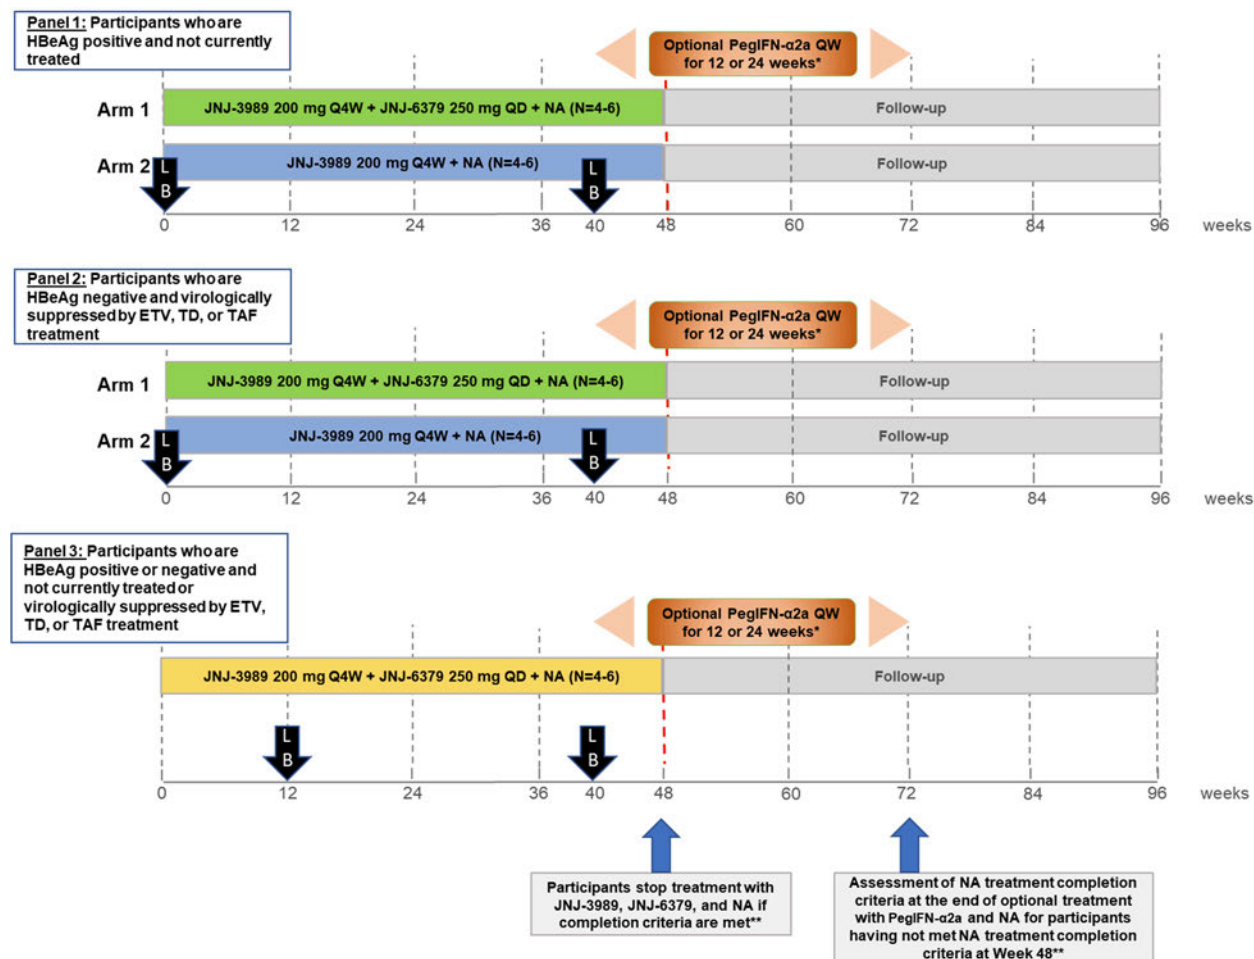 Panel 1: Participants who are
HBeAg positive and not currently
treated
Optional PegIFN-α2a QW
for 12 or 24 weeks*
Arm 1
JNJ-3989 200 mg Q4W + JNJ-6379 250 mg QD + NA (N=4-6)
Follow-up
Arm 2
JNJ-3989 200 mg Q4W + NA (N=4-6)
Follow-up
L
B
L
B
0 12 24 36 40 48 60 72 84 96 weeks
Panel 2: Participants who are
HBeAg negative and virologically
suppressed by ETV, TD, or TAF
treatment
Optional PegIFN-α2a QW
for 12 or 24 weeks*
Arm 1
JNJ-3989 200 mg Q4W + JNJ-6379 250 mg QD + NA (N=4-6)
Follow-up
Arm 2
JNJ-3989 200 mg Q4W + NA (N=4-6)
Follow-up
L
B
L
B
0 12 24 36 40 48 60 72 84 96 weeks
Panel 3: Participants who are
HBeAg positive or negative and
not currently treated or
virologically suppressed by ETV,
TD, or TAF treatment
Optional PegIFN-α2a QW
for 12 or 24 weeks*
JNJ-3989 200 mg Q4W + JNJ-6379 250 mg QD + NA (N=4-6)
Follow-up
L
B
L
B
0 12 24 36 40 48 60 72 84 96 weeks
Participants stop treatment with
JNJ-3989, JNJ-6379, and NA if
completion criteria are met**
Assessment of NA treatment completion
criteria at the end of optional treatment
with PegIFN-α2a and NA for participants
having not met NA treatment completion
criteria at Week 48**